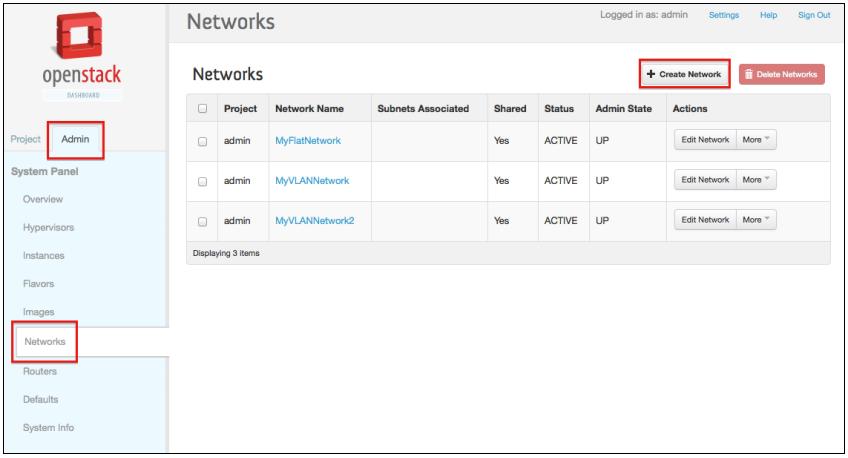 Networks
Logged in as: admin Settings Help Sign Out
openstack
DASHBOARD
Project Admin
System Panel
Overview
Hypervisors
Instances
Flavors
Images
Networks
Routers
Defaults
System Info
Networks
+ Create Network Delete Networks
Project Network Name Subnets Associated Shared Status Admin State Actions
admin MyFlatNetwork Yes ACTIVE UP Edit Network More
admin MyVLANNetwork Yes ACTIVE UP Edit Network More
admin MyVLANNetwork2 Yes ACTIVE UP Edit Network More
Displaying 3 items